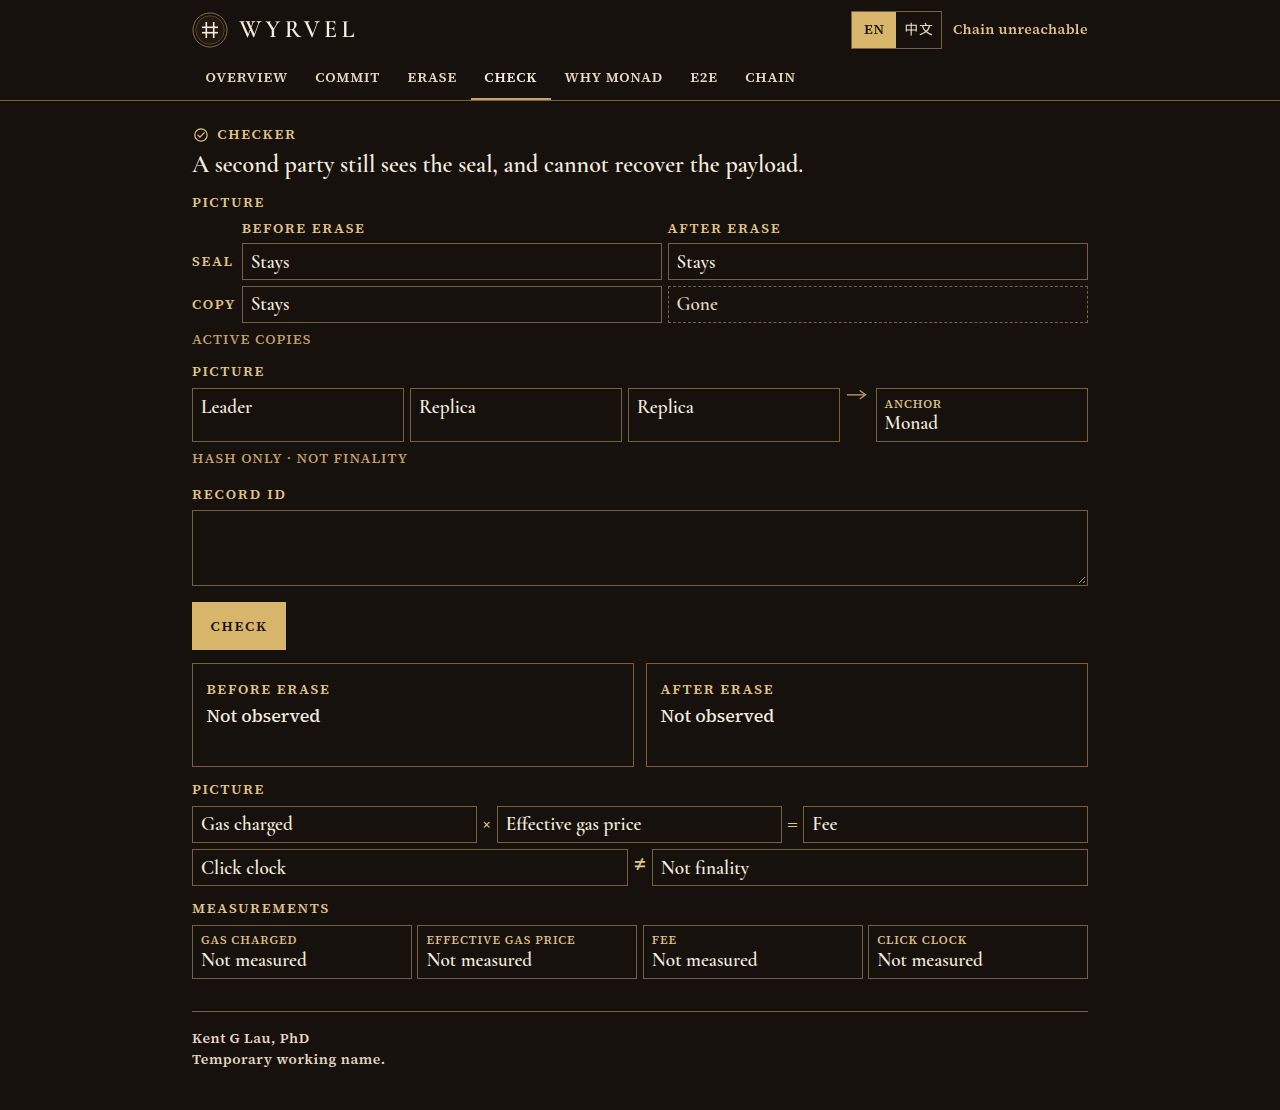 WYRVEL
EN 中文 Chain unreachable
OVERVIEW COMMIT ERASE CHECK WHY MONAD E2E CHAIN
CHECKER
A second party still sees the seal, and cannot recover the payload.
PICTURE
BEFORE ERASE AFTER ERASE
SEAL Stays Stays
COPY Stays Gone
ACTIVE COPIES
PICTURE
Leader Replica Replica → ANCHOR
Monad
HASH ONLY · NOT FINALITY
RECORD ID
CHECK
BEFORE ERASE AFTER ERASE
Not observed Not observed
PICTURE
Gas charged × Effective gas price = Fee
Click clock ≠ Not finality
MEASUREMENTS
GAS CHARGED EFFECTIVE GAS PRICE FEE CLICK CLOCK
Not measured Not measured Not measured Not measured
Kent G Lau, PhD
Temporary working name.